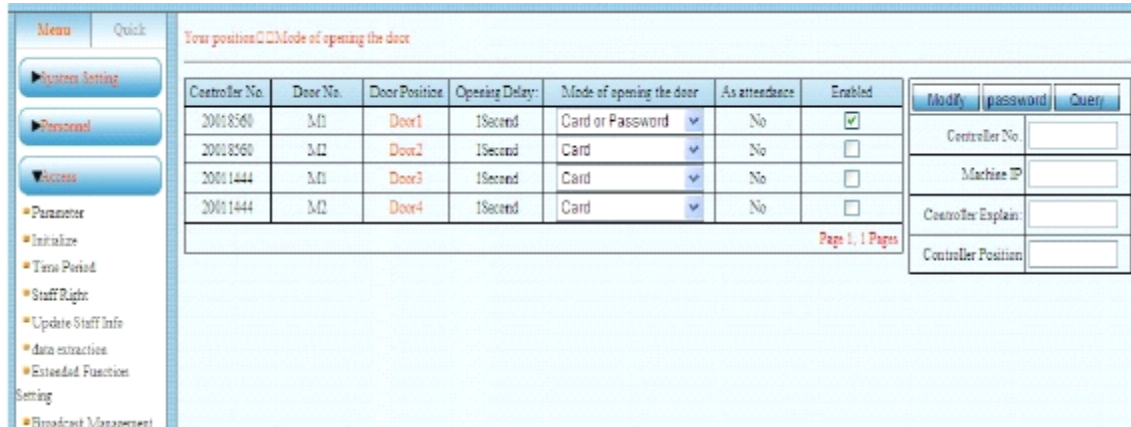 Menu Quick
Your position□□Mode of opening the door
▶System Setting
▶Personnel
▼Access
Parameter
Initialize
Time Period
Staff Right
Update Staff Info
data extraction
Extended Function
Setting
Broadcast Management
Controller No. Door No. Door Position Opening Delay: Mode of opening the door As attendance Enabled
20018560 M1 Door1 1Second Card or Password No
20018560 M2 Door2 1Second Card No
20011444 M1 Door3 1Second Card No
20011444 M2 Door4 1Second Card No
Page 1, 1 Pages
Modify password Query
Controller No.
Machine IP
Controller Explain:
Controller Position